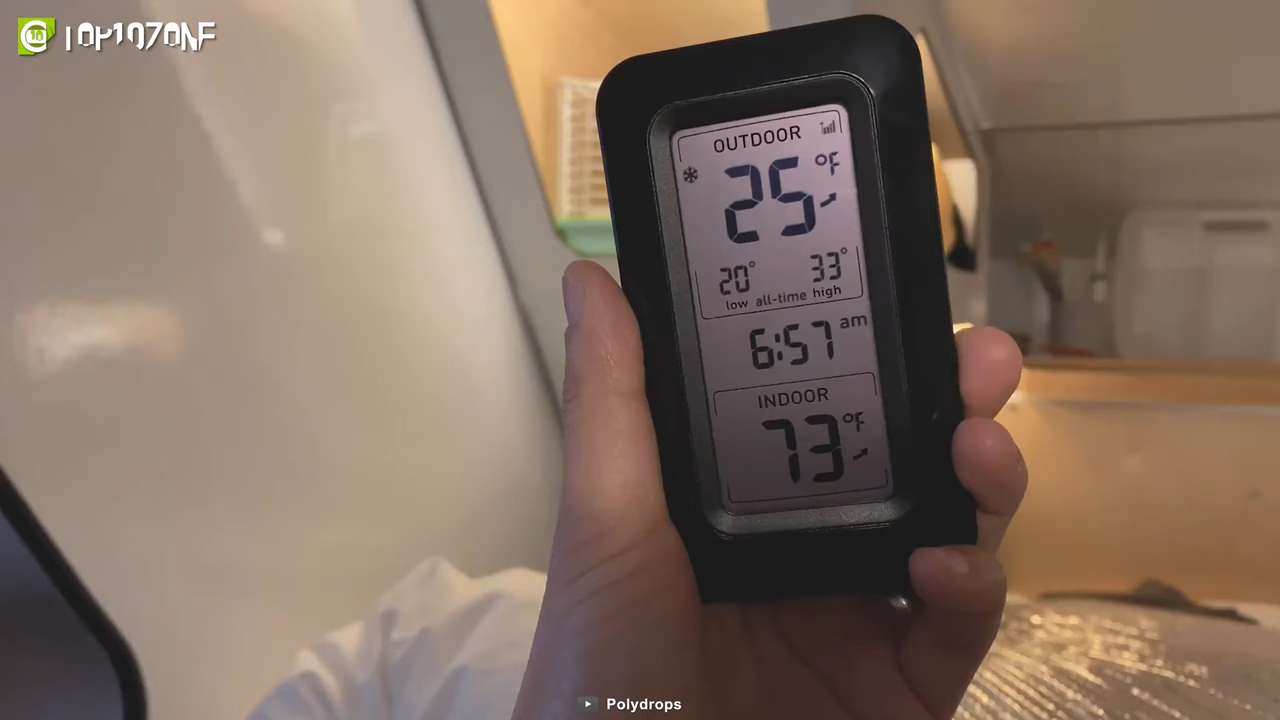 TOP10ZONE
OUTDOOR
25°F
20° 33°
low all-time high
6:57 am
INDOOR
73°F
Polydrops